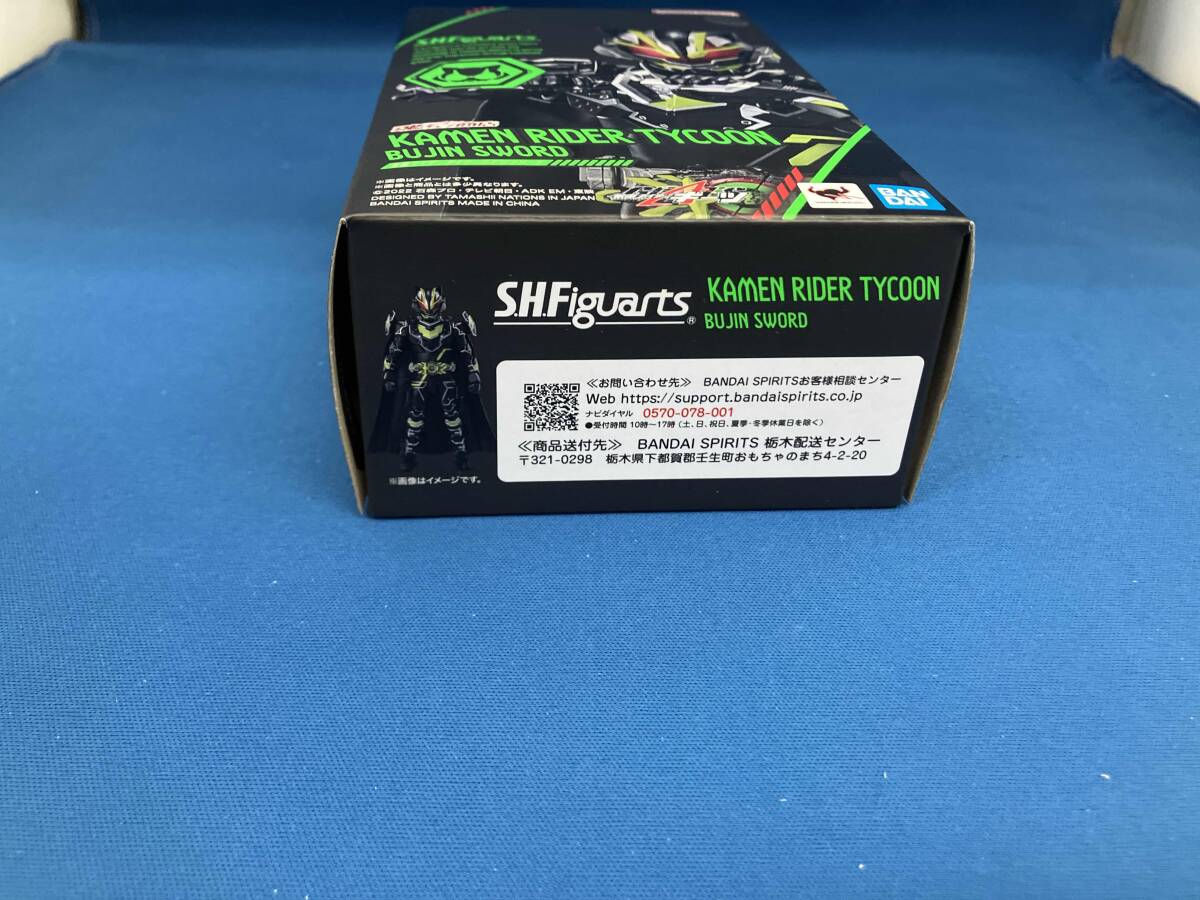 S.H.Figuarts
KAMEN RIDER TYCOON
BUJIN SWORD
※画像はイメージです。
※画像と商品とは多少異なります。
© 2022 石森プロ・テレビ朝日・ADK EM・東映
DESIGNED BY TAMASHII NATIONS IN JAPAN
BANDAI SPIRITS MADE IN CHINA
BAN
DAI
S.H.Figuarts®
KAMEN RIDER TYCOON
BUJIN SWORD
≪お問い合わせ先≫ BANDAI SPIRITSお客様相談センター
Web https://support.bandaispirits.co.jp
ナビダイヤル 0570-078-001
●受付時間 10時～17時 (土、日、祝日、夏季・冬季休業日を除く)
≪商品送付先≫ BANDAI SPIRITS 栃木配送センター
〒321-0298 栃木県下都賀郡壬生町おもちゃのまち4-2-20
※画像はイメージです。